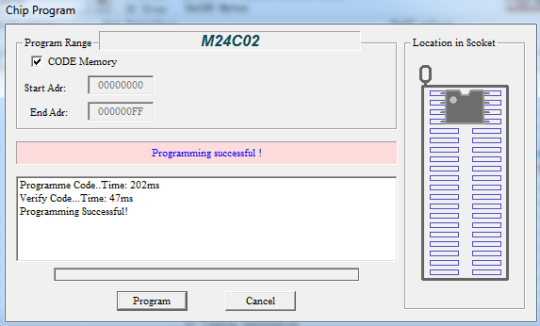 Chip Program
Program Range
M24C02
Location in Scoket
CODE Memory
Start Adr:
00000000
End Adr:
000000FF
Programming successful !
Programme Code..Time: 202ms
Verify Code...Time: 47ms
Programming Successful!
Program
Cancel